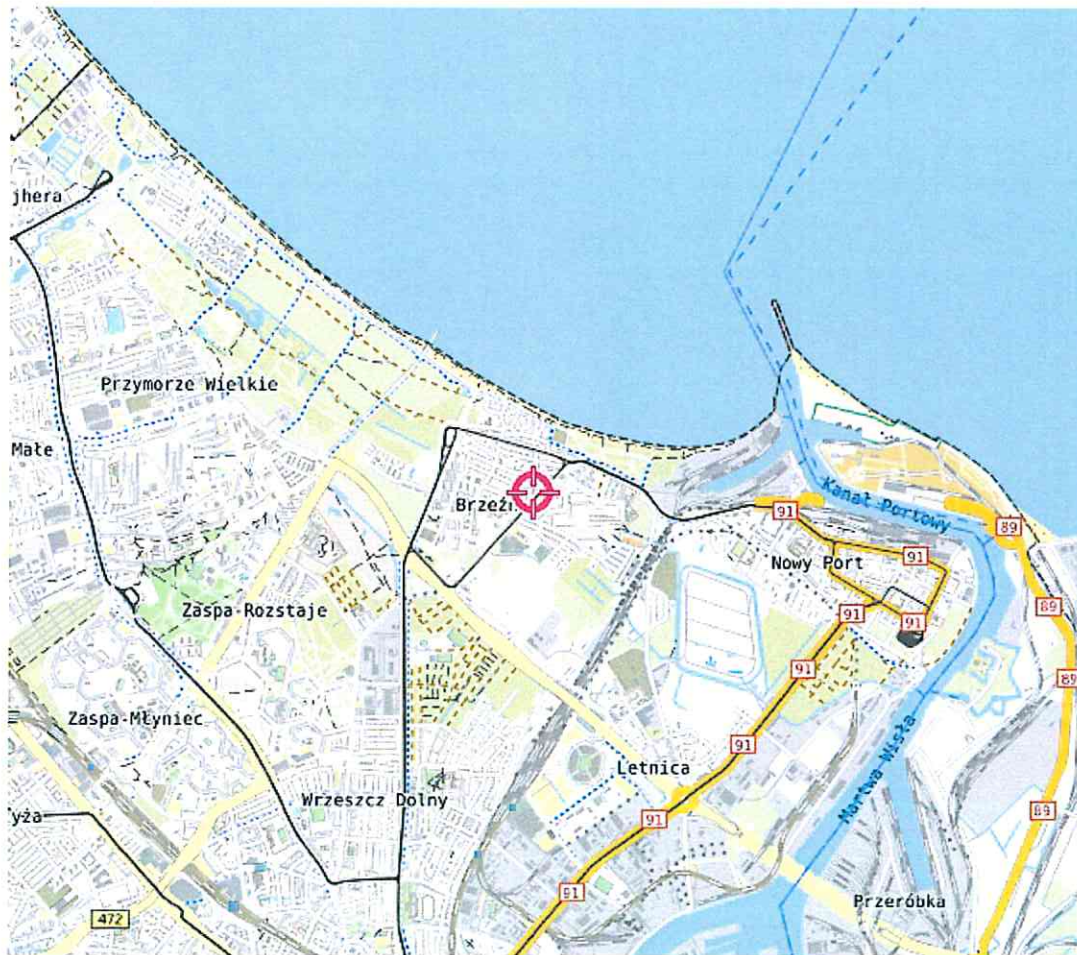 jhera
Przymorze Wielkie
Małe
Brzeź
Kanał Portowy
91
89
Nowy Port
91
Zaspa-Rozstaje
91
91
89
91
89
Zaspa-Młyniec
91
Martwa Wisła
Letnica
Wrzeszcz Dolny
yża
91
89
91
Przeróbka
472